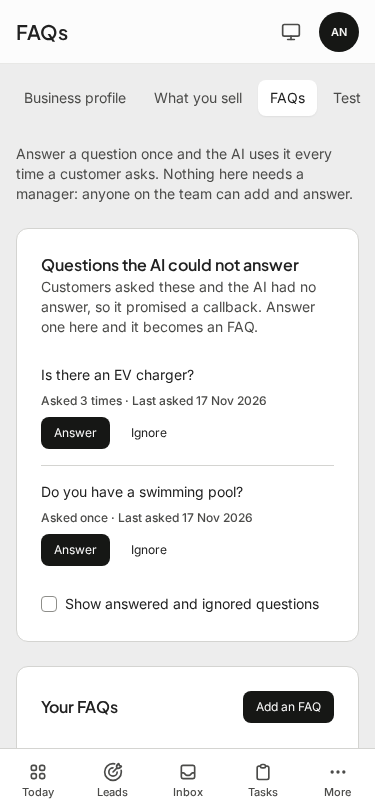 FAQs
AN
Business profile
What you sell
FAQs
Test
Answer a question once and the AI uses it every
time a customer asks. Nothing here needs a
manager: anyone on the team can add and answer.
Questions the AI could not answer
Customers asked these and the AI had no
answer, so it promised a callback. Answer
one here and it becomes an FAQ.
Is there an EV charger?
Asked 3 times · Last asked 17 Nov 2026
Answer
Ignore
Do you have a swimming pool?
Asked once · Last asked 17 Nov 2026
Answer
Ignore
Show answered and ignored questions
Your FAQs
Add an FAQ
Today
Leads
Inbox
Tasks
More